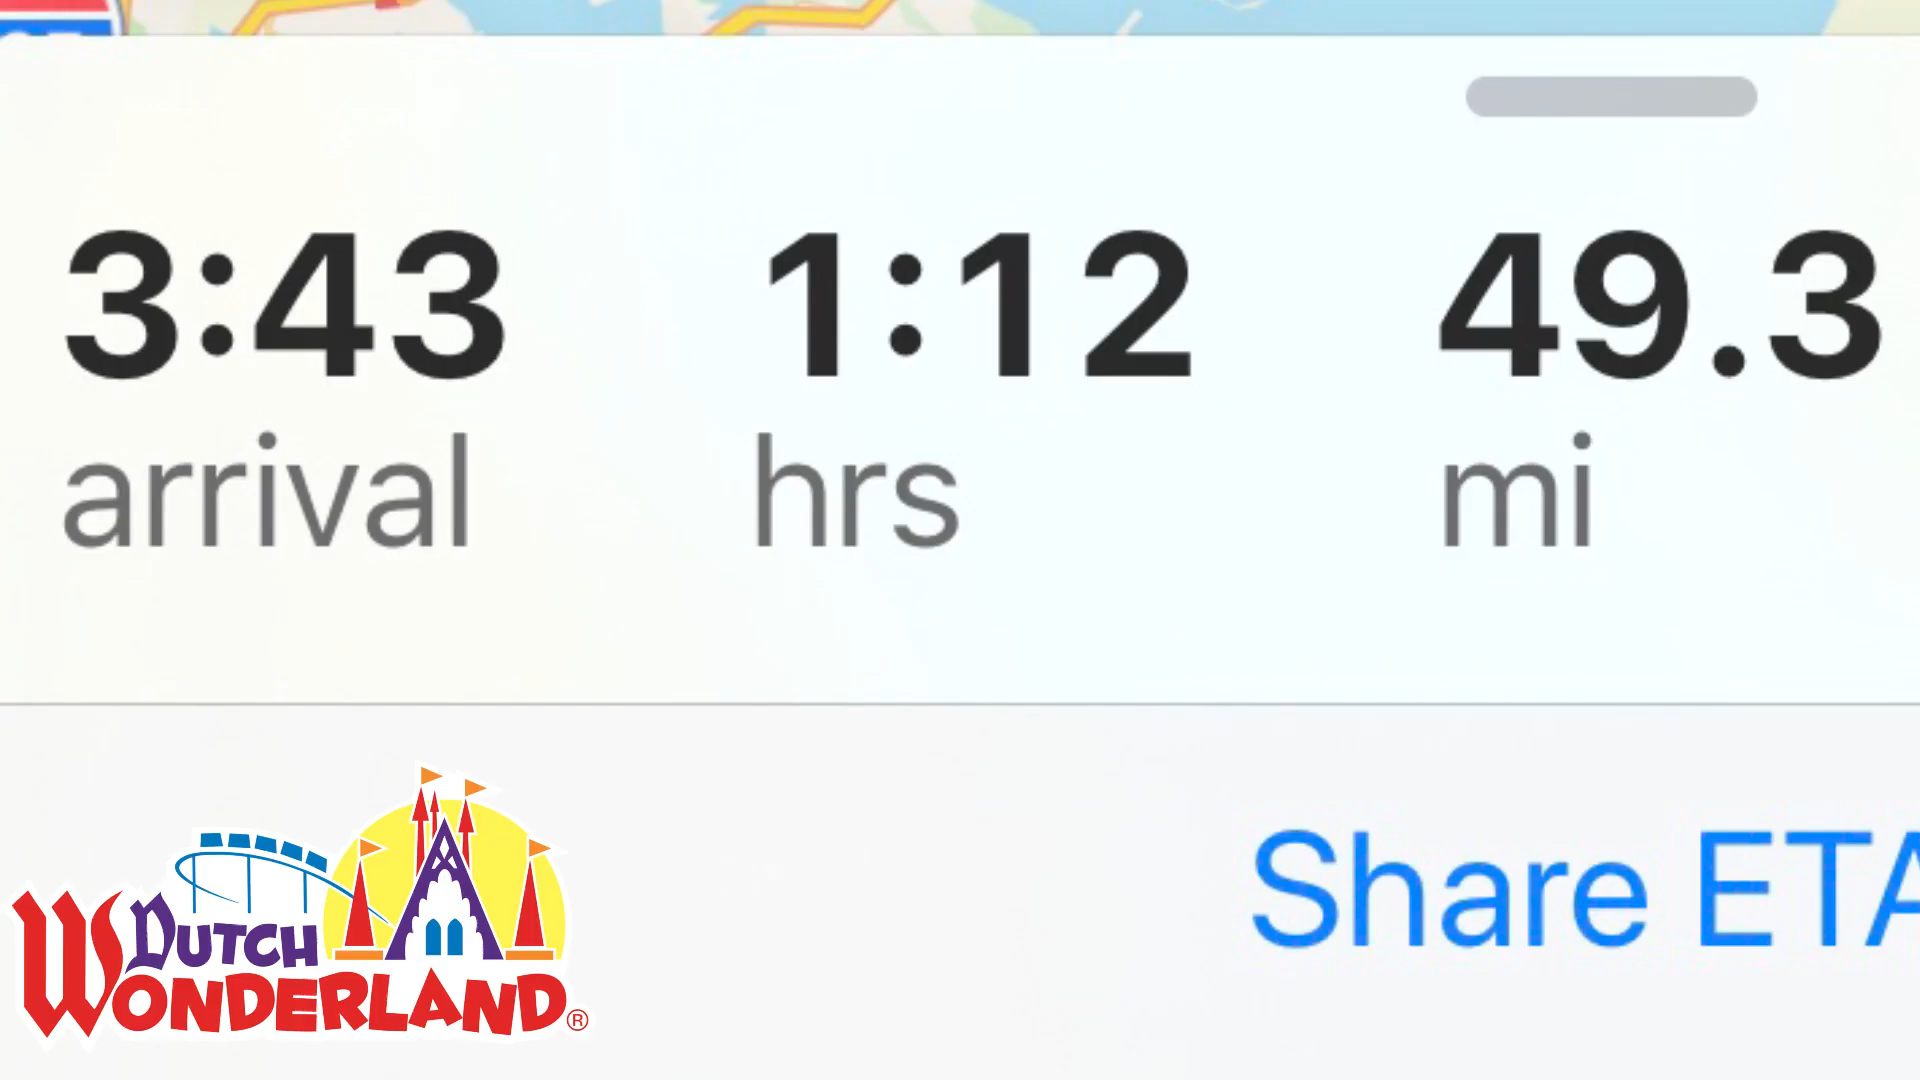 3:43 1:12 49.3
arrival hrs mi
Share ETA
DUTCH
WONDERLAND®